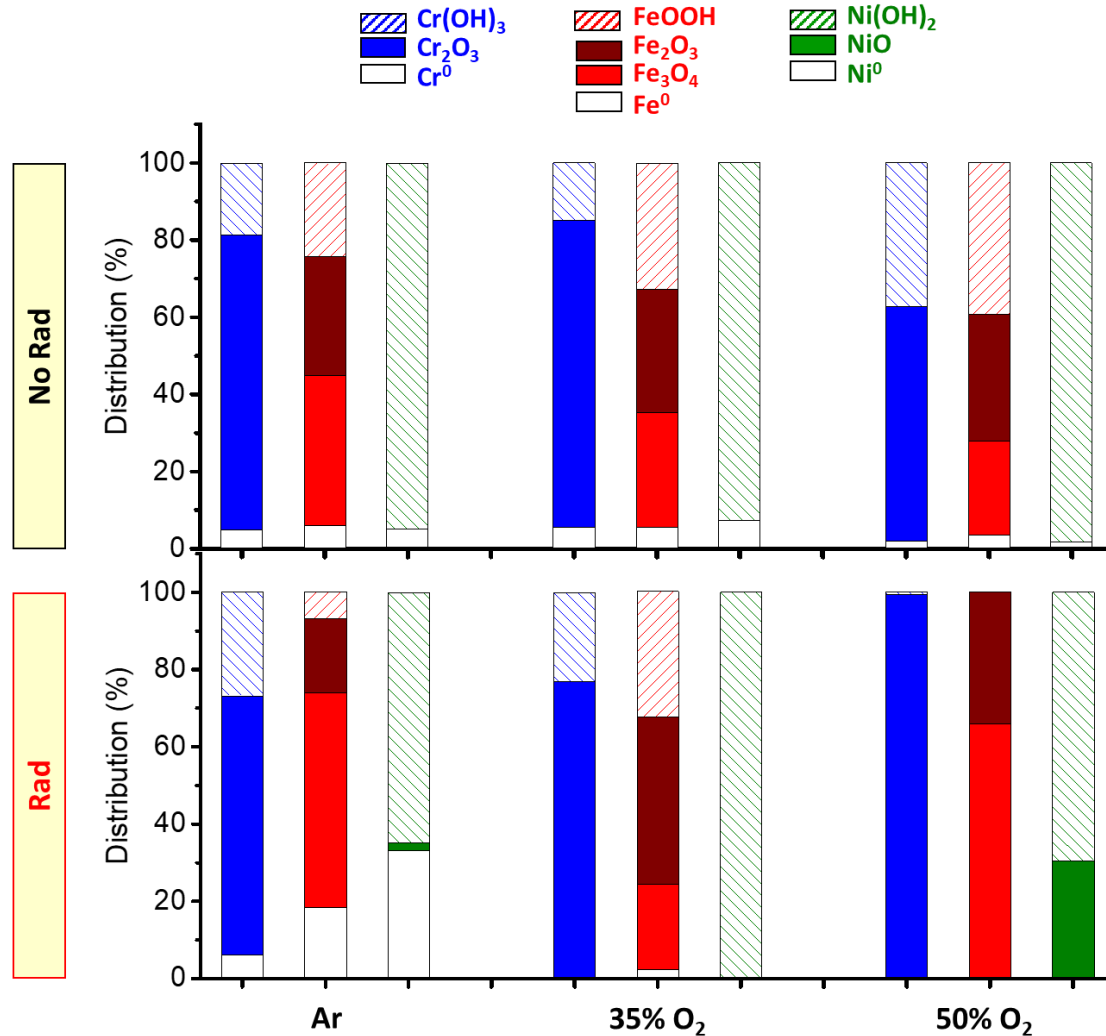 Cr(OH)₃
Cr₂O₃
Cr⁰
FeOOH
Fe₂O₃
Fe₃O₄
Fe⁰
Ni(OH)₂
NiO
Ni⁰
No Rad
Distribution (%)
100
80
60
40
20
0
Rad
Distribution (%)
100
80
60
40
20
0
Ar
35% O₂
50% O₂